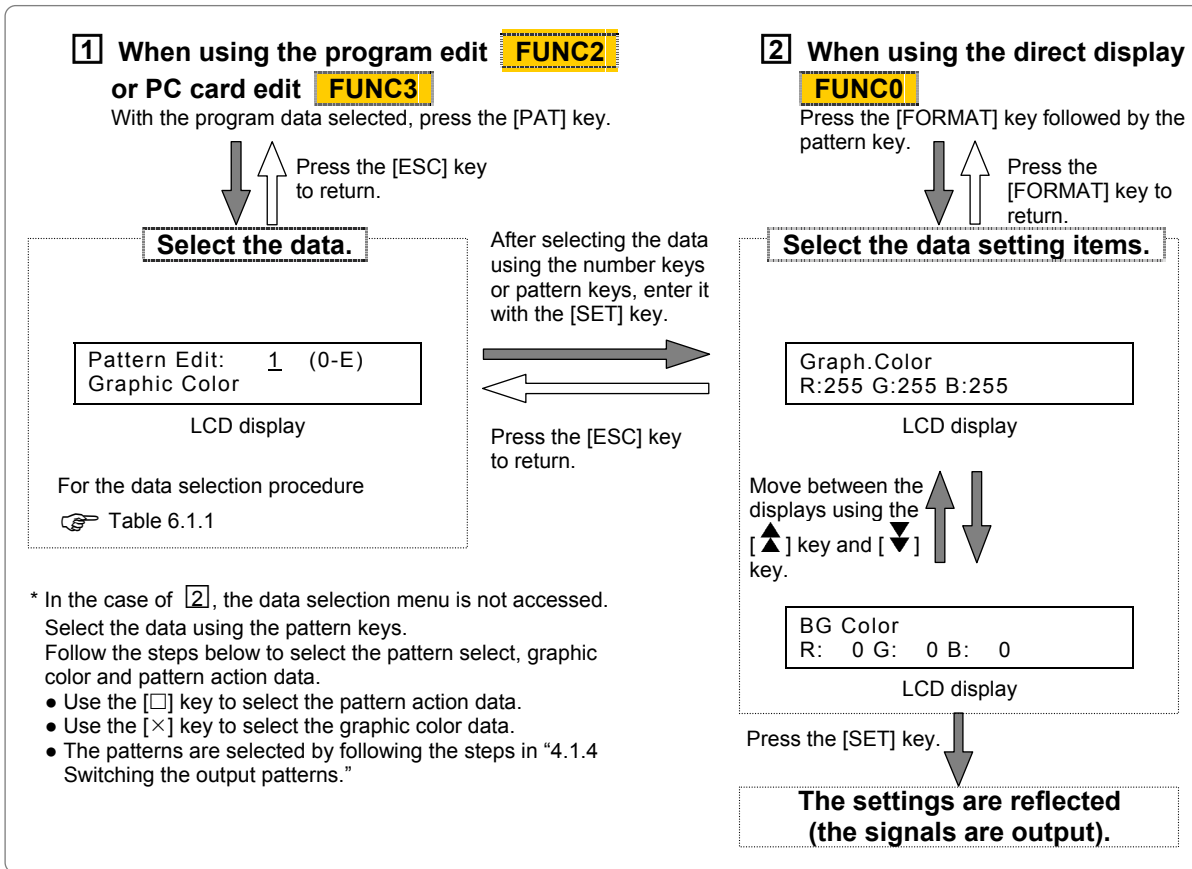 1 When using the program edit FUNC2
or PC card edit FUNC3
With the program data selected, press the [PAT] key.
Press the [ESC] key
to return.
Select the data.
Pattern Edit: 1 (0-E)
Graphic Color
LCD display
For the data selection procedure
☞ Table 6.1.1
After selecting the data
using the number keys
or pattern keys, enter it
with the [SET] key.
Press the [ESC] key
to return.
2 When using the direct display
FUNC0
Press the [FORMAT] key followed by the
pattern key.
Press the
[FORMAT] key to
return.
Select the data setting items.
Graph.Color
R:255 G:255 B:255
LCD display
Move between the
displays using the
[▲▲] key and [▼▼]
key.
BG Color
R: 0 G: 0 B: 0
LCD display
Press the [SET] key.
The settings are reflected
(the signals are output).
* In the case of 2, the data selection menu is not accessed.
Select the data using the pattern keys.
Follow the steps below to select the pattern select, graphic
color and pattern action data.
● Use the [□] key to select the pattern action data.
● Use the [×] key to select the graphic color data.
● The patterns are selected by following the steps in “4.1.4
Switching the output patterns.”